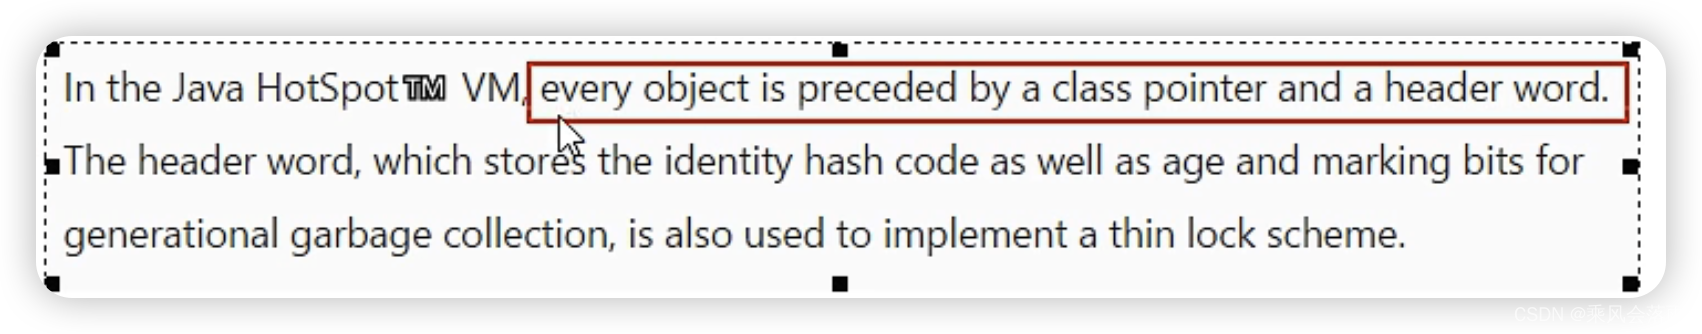 In the Java HotSpot™ VM, every object is preceded by a class pointer and a header word.
The header word, which stores the identity hash code as well as age and marking bits for
generational garbage collection, is also used to implement a thin lock scheme.
CSDN @乘风